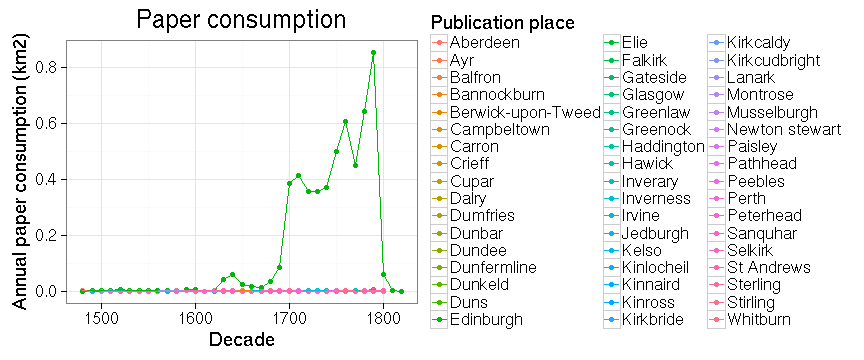 Paper consumption
Annual paper consumption (km2)
0.8
0.6
0.4
0.2
0.0
1500
1600
1700
1800
Decade
Publication place
Aberdeen
Ayr
Balfron
Bannockburn
Berwick-upon-Tweed
Campbeltown
Carron
Crieff
Cupar
Dalry
Dumfries
Dunbar
Dundee
Dunfermline
Dunkeld
Duns
Edinburgh
Elie
Falkirk
Gateside
Glasgow
Greenlaw
Greenock
Haddington
Hawick
Inverary
Inverness
Irvine
Jedburgh
Kelso
Kinlocheil
Kinnaird
Kinross
Kirkbride
Kirkcaldy
Kirkcudbright
Lanark
Montrose
Musselburgh
Newton stewart
Paisley
Pathhead
Peebles
Perth
Peterhead
Sanquhar
Selkirk
St Andrews
Sterling
Stirling
Whitburn